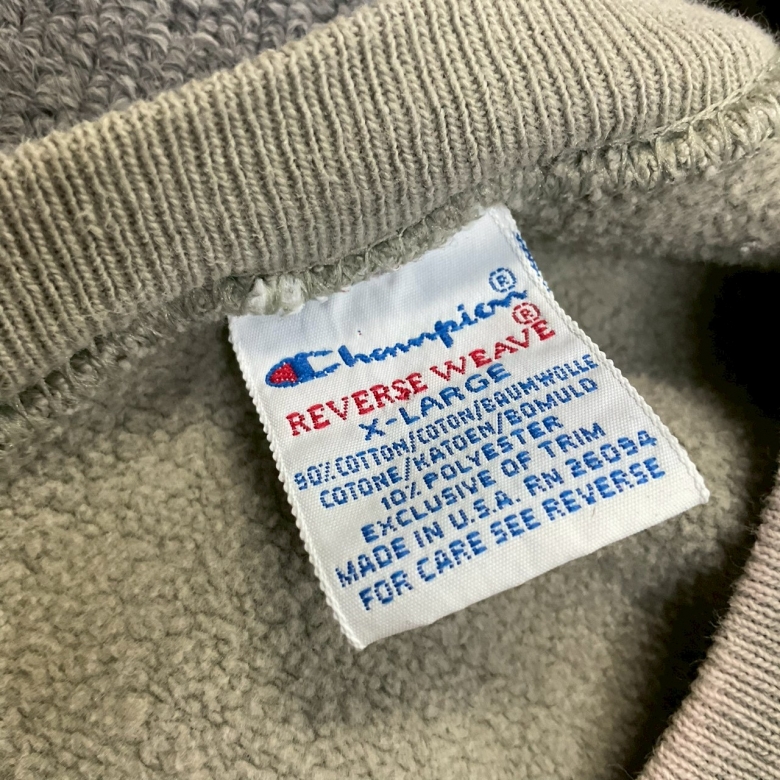 Champion®
REVERSE WEAVE®
X-LARGE
90% COTTON/COTON/BAUMWOLLE
COTONE/KATOEN/BOMULD
10% POLYESTER
EXCLUSIVE OF TRIM
MADE IN U.S.A. RN 26094
FOR CARE SEE REVERSE